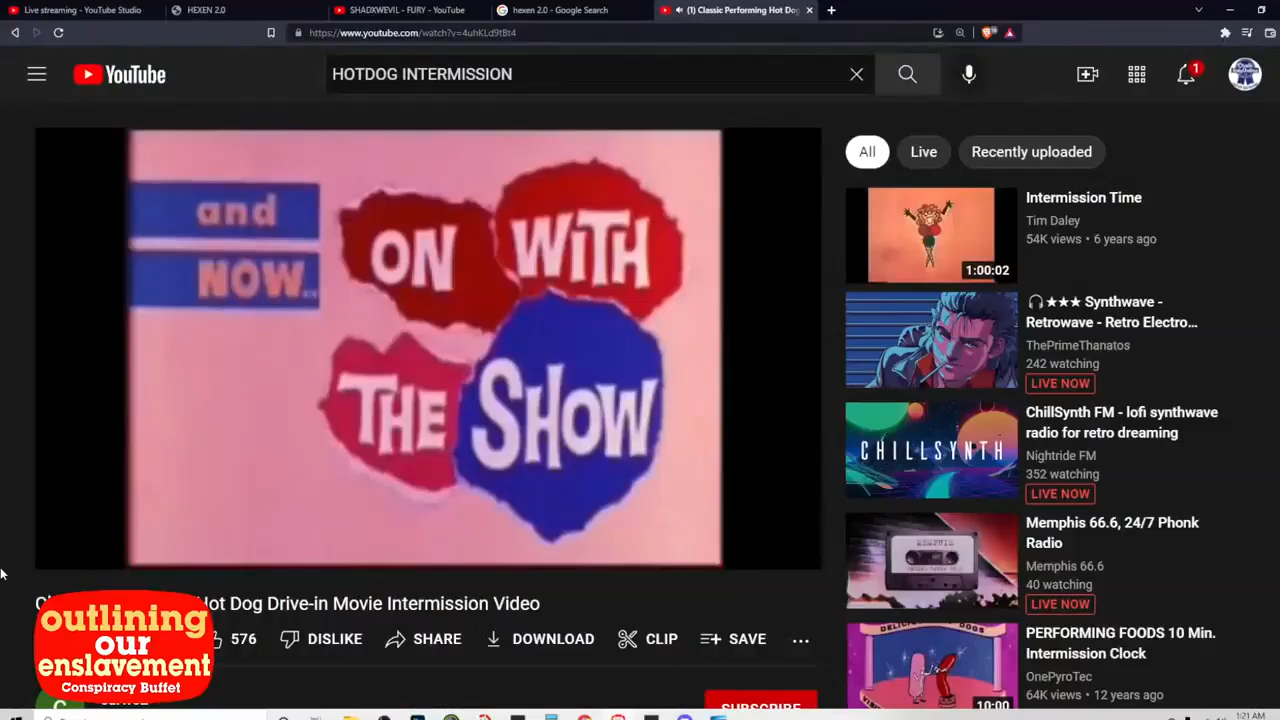 Live streaming - YouTube Studio
HEXEN 2.0
SHADXWEVIL - FURY - YouTube
hexen 2.0 - Google Search
(1) Classic Performing Hot Dog
https://www.youtube.com/watch?v=4uhKLd9tBt4
YouTube
HOTDOG INTERMISSION
1
and
NOW...
ON WITH
THE SHOW
All
Live
Recently uploaded
Intermission Time
Tim Daley
54K views • 6 years ago
1:00:02
★★★ Synthwave -
Retrowave - Retro Electro...
ThePrimeThanatos
242 watching
LIVE NOW
CHILLSYNTH
ChillSynth FM - lofi synthwave
radio for retro dreaming
Nightride FM
352 watching
LIVE NOW
Memphis 66.6, 24/7 Phonk
Radio
Memphis 66.6
40 watching
LIVE NOW
PERFORMING FOODS 10 Min.
Intermission Clock
OnePyroTec
64K views • 12 years ago
10:00
Hot Dog Drive-in Movie Intermission Video
576
DISLIKE
SHARE
DOWNLOAD
CLIP
SAVE
...
outlining
our
enslavement
Conspiracy Buffet
SUBSCRIBE
1:21 AM